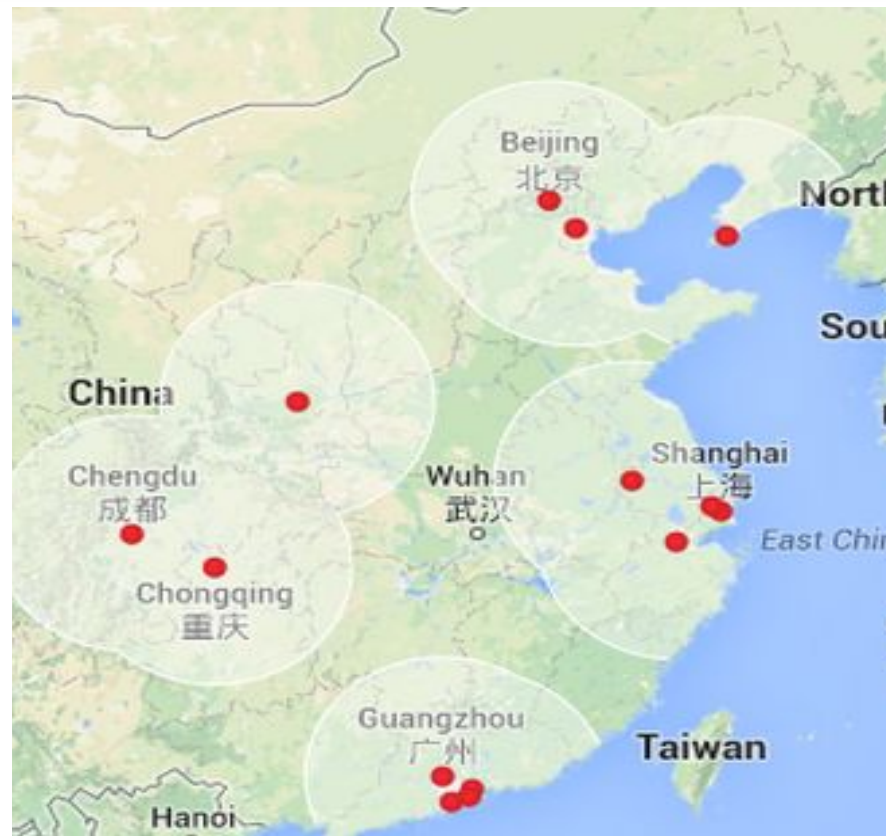 Beijing
北京
North
Sou
China
Chengdu
成都
Wuhan
武汉
Shanghai
上海
East Chin
Chongqing
重庆
Guangzhou
广州
Taiwan
Hanoi